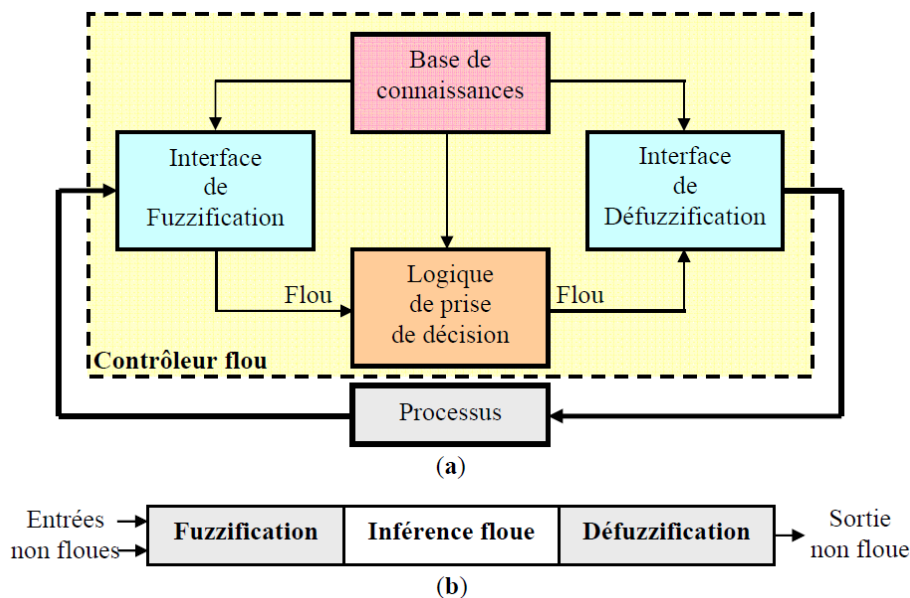 Base de
connaissances
Interface
de
Fuzzification
Interface
de
Défuzzification
Flou
Logique
de prise
de décision
Flou
Contrôleur flou
Processus
(a)
Entrées
non floues
Fuzzification
Inférence floue
Défuzzification
Sortie
non floue
(b)